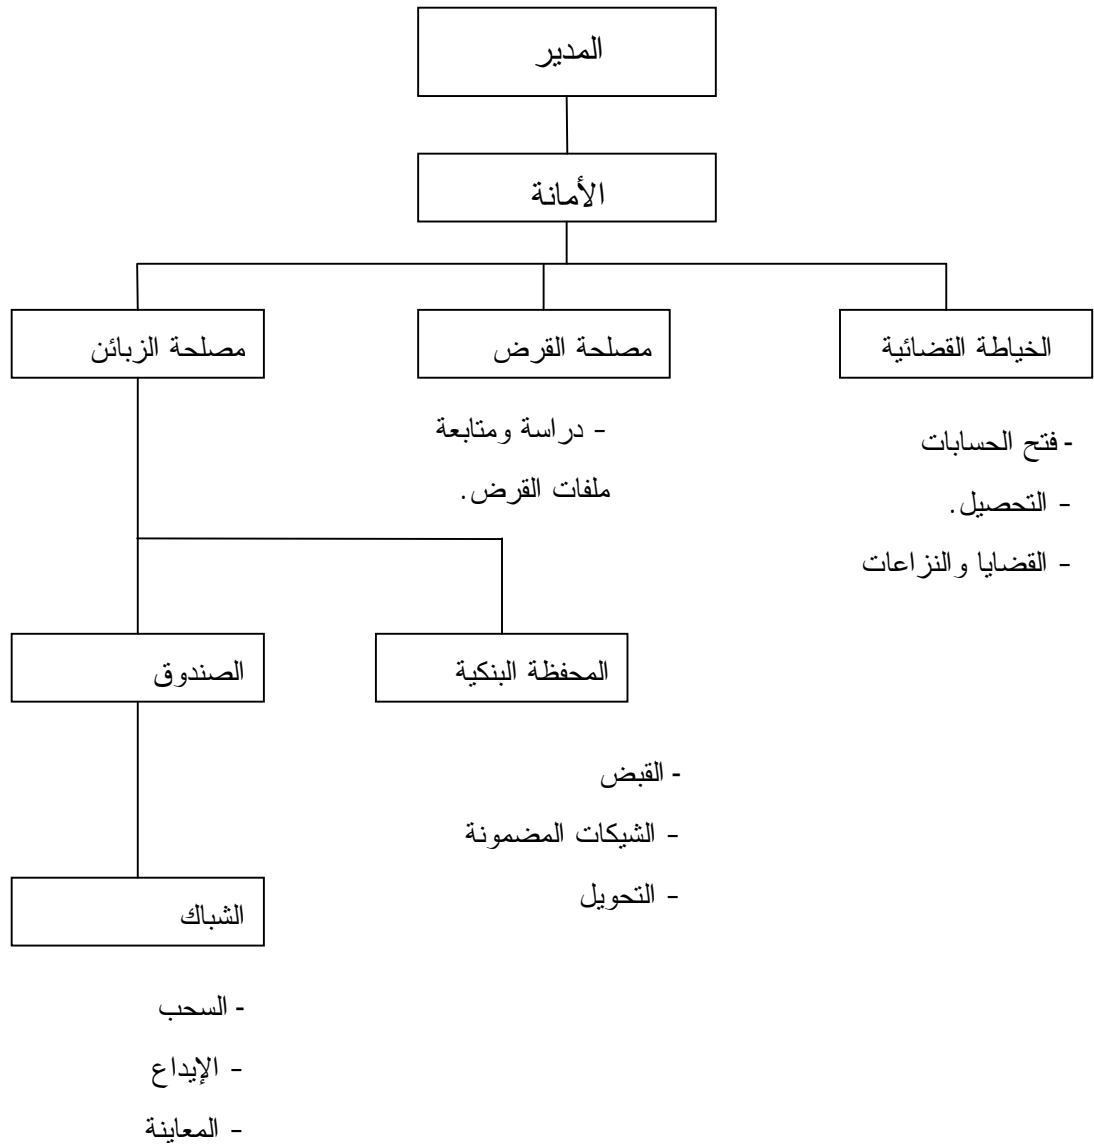 المدير
الأمانة
الخياطة القضائية
مصلحة القرض
مصلحة الزبائن
- فتح الحسابات
- التحصيل.
- القضايا والنزاعات
- دراسة ومتابعة
ملفات القرض.
المحفظة البنكية
الصندوق
- القبض
- الشيكات المضمونة
- التحويل
الشباك
- السحب
- الإيداع
- المعاينة